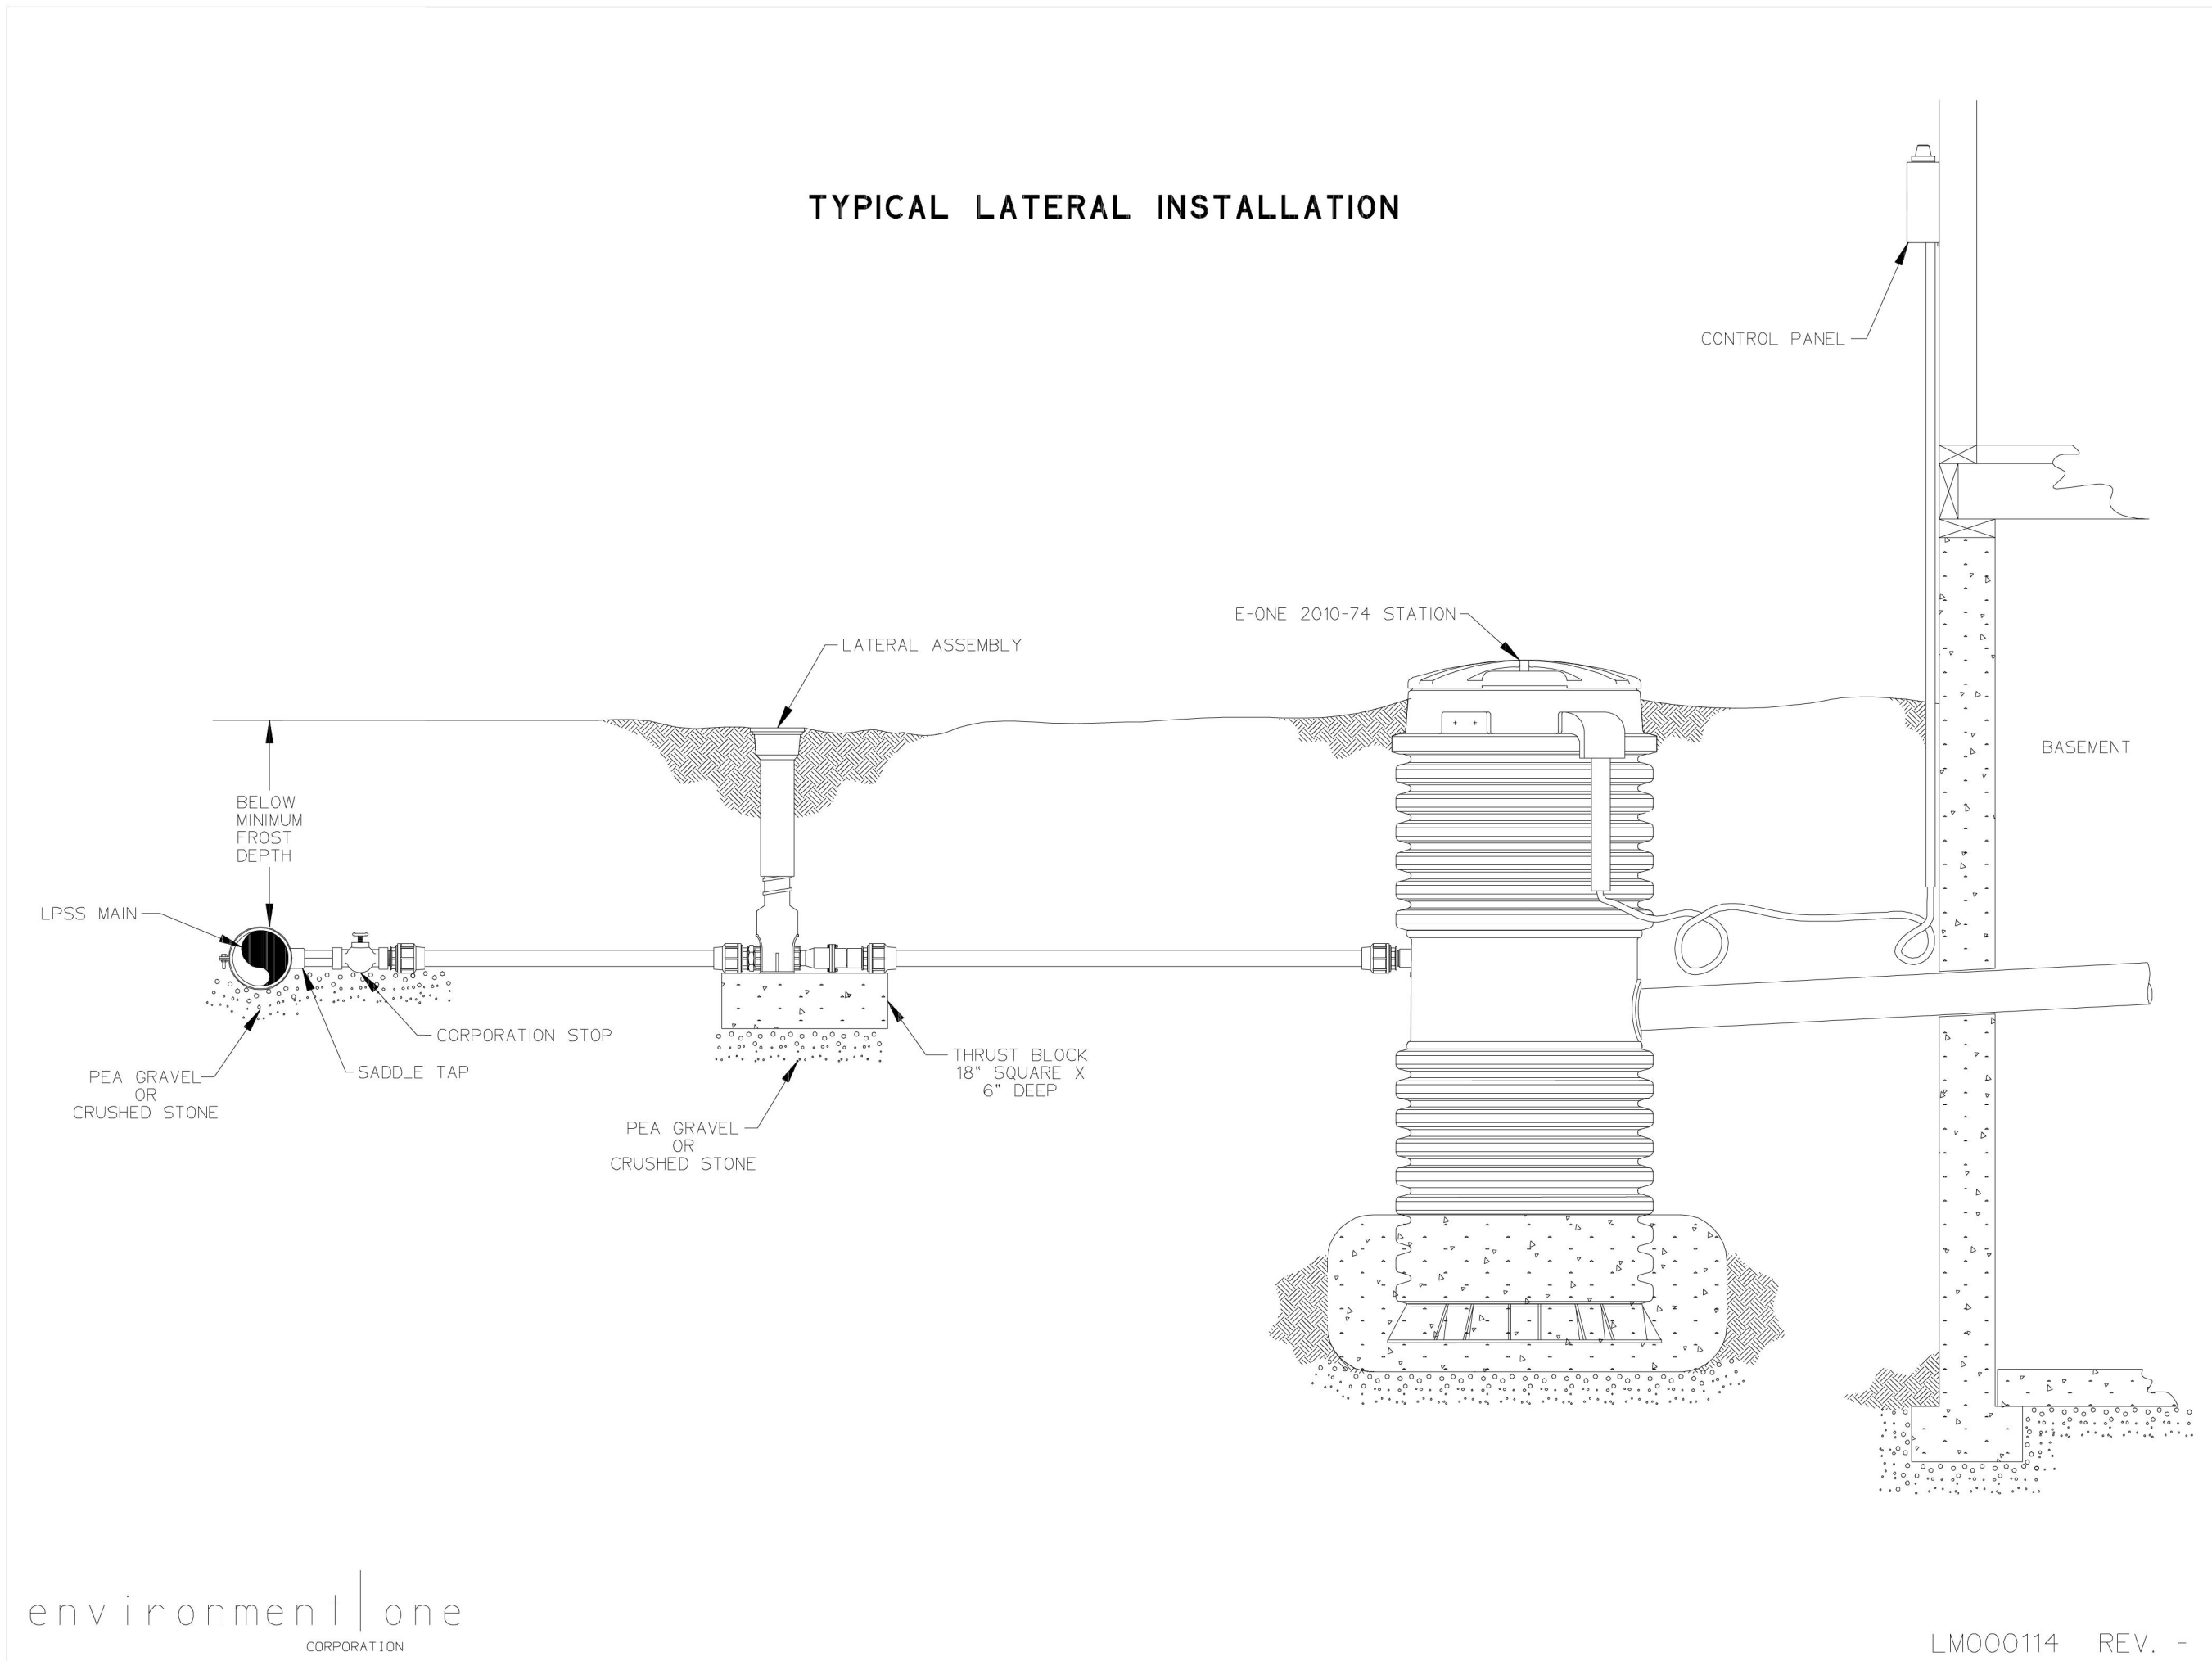 TYPICAL LATERAL INSTALLATION
CONTROL PANEL
E-ONE 2010-74 STATION
LATERAL ASSEMBLY
BASEMENT
BELOW
MINIMUM
FROST
DEPTH
LPSS MAIN
CORPORATION STOP
SADDLE TAP
PEA GRAVEL
OR
CRUSHED STONE
THRUST BLOCK
18" SQUARE X
6" DEEP
PEA GRAVEL
OR
CRUSHED STONE
environment|one
CORPORATION
LM000114 REV. -